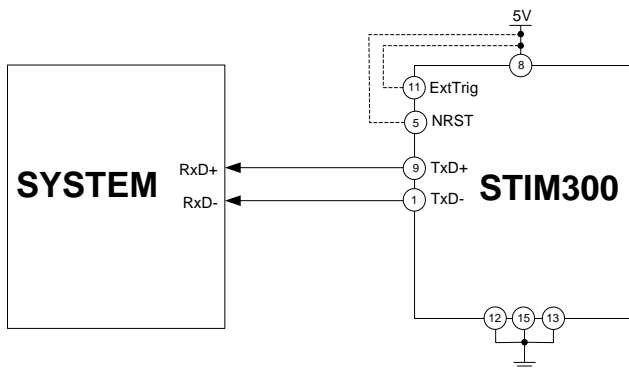 5V
8
11 ExtTrig
5 NRST
RxD+ 9 TxD+
SYSTEM STIM300
RxD- 1 TxD-
12 15 13